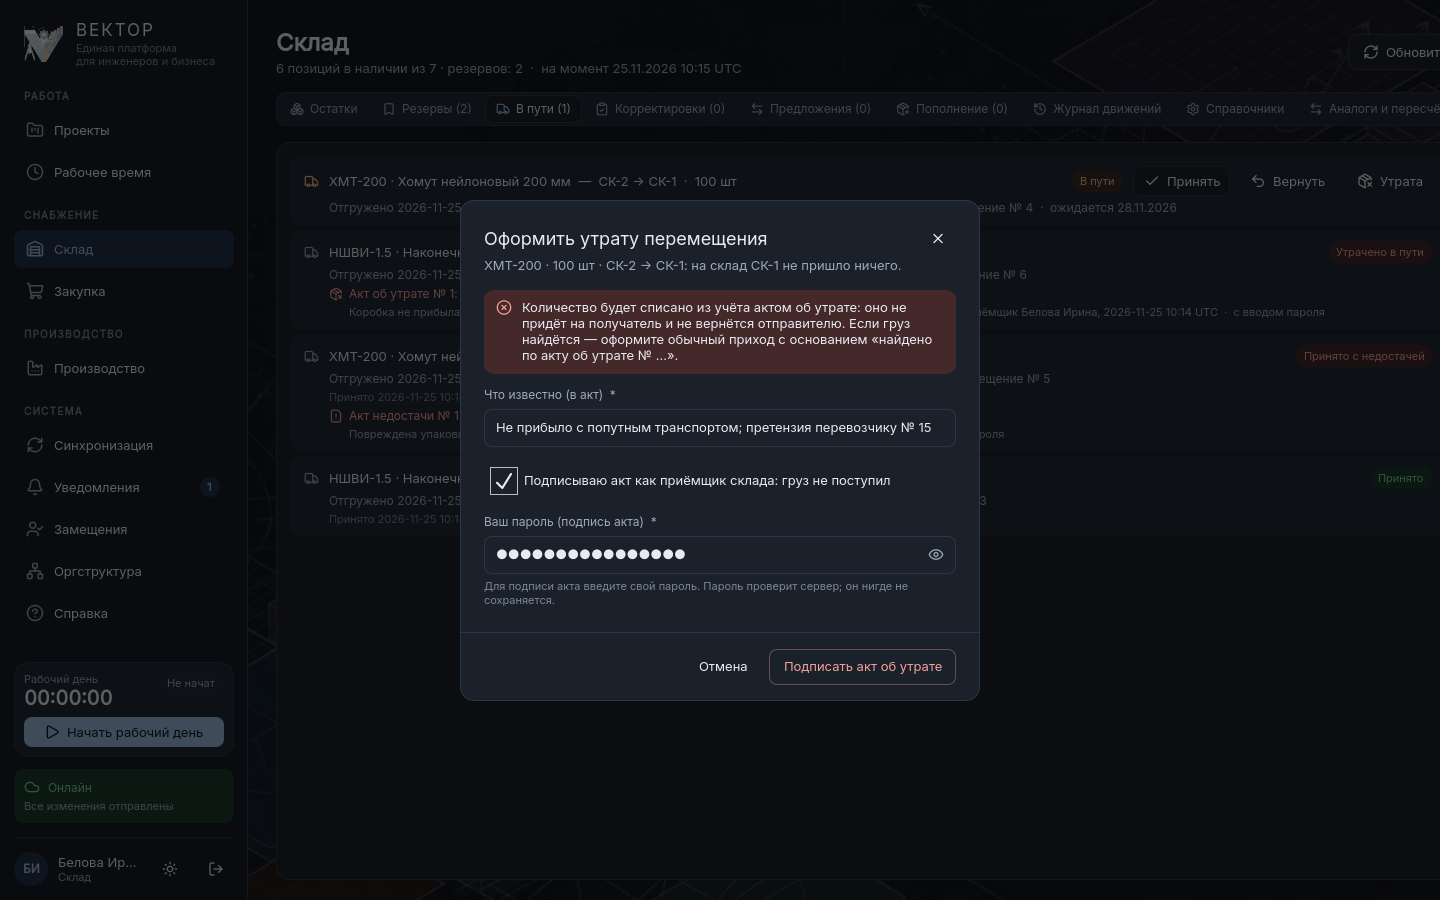 ВЕКТОР
Единая платформа
для инженеров и бизнеса
РАБОТА
Проекты
Рабочее время
СНАБЖЕНИЕ
Склад
Закупка
ПРОИЗВОДСТВО
Производство
СИСТЕМА
Синхронизация
Уведомления 1
Замещения
Оргструктура
Справка
Рабочий день
Не начат
00:00:00
Начать рабочий день
Онлайн
Все изменения отправлены
БИ
Белова Ир...
Склад
Склад
6 позиций в наличии из 7 · резервов: 2 · на момент 25.11.2026 10:15 UTC
Обновит
Остатки Резервы (2) В пути (1) Корректировки (0) Предложения (0) Пополнение (0) Журнал движений Справочники Аналоги и пересчё
ХМТ-200 · Хомут нейлоновый 200 мм — СК-2 → СК-1 · 100 шт
В пути Принять Вернуть Утрата
Отгружено 2026-11-25 ение № 4 · ожидается 28.11.2026
НШВИ-1.5 · Наконечн Утрачено в пути
Отгружено 2026-11-25 ние № 6
Акт об утрате № 1:
Коробка не прибыла ёмщик Белова Ирина, 2026-11-25 10:14 UTC · с вводом пароля
ХМТ-200 · Хомут ней Принято с недостачей
Отгружено 2026-11-25 ещение № 5
Принято 2026-11-25 10:1
Акт недостачи № 1
Повреждена упаковк роля
НШВИ-1.5 · Наконечн Принято
Отгружено 2026-11-25 3
Принято 2026-11-25 10:1
Оформить утрату перемещения
ХМТ-200 · 100 шт · СК-2 → СК-1: на склад СК-1 не пришло ничего.
Количество будет списано из учёта актом об утрате: оно не
придёт на получатель и не вернётся отправителю. Если груз
найдётся — оформите обычный приход с основанием «найдено
по акту об утрате № ...».
Что известно (в акт) *
Не прибыло с попутным транспортом; претензия перевозчику № 15
Подписываю акт как приёмщик склада: груз не поступил
Ваш пароль (подпись акта) *
●●●●●●●●●●●●●●●●
Для подписи акта введите свой пароль. Пароль проверит сервер; он нигде не
сохраняется.
Отмена
Подписать акт об утрате